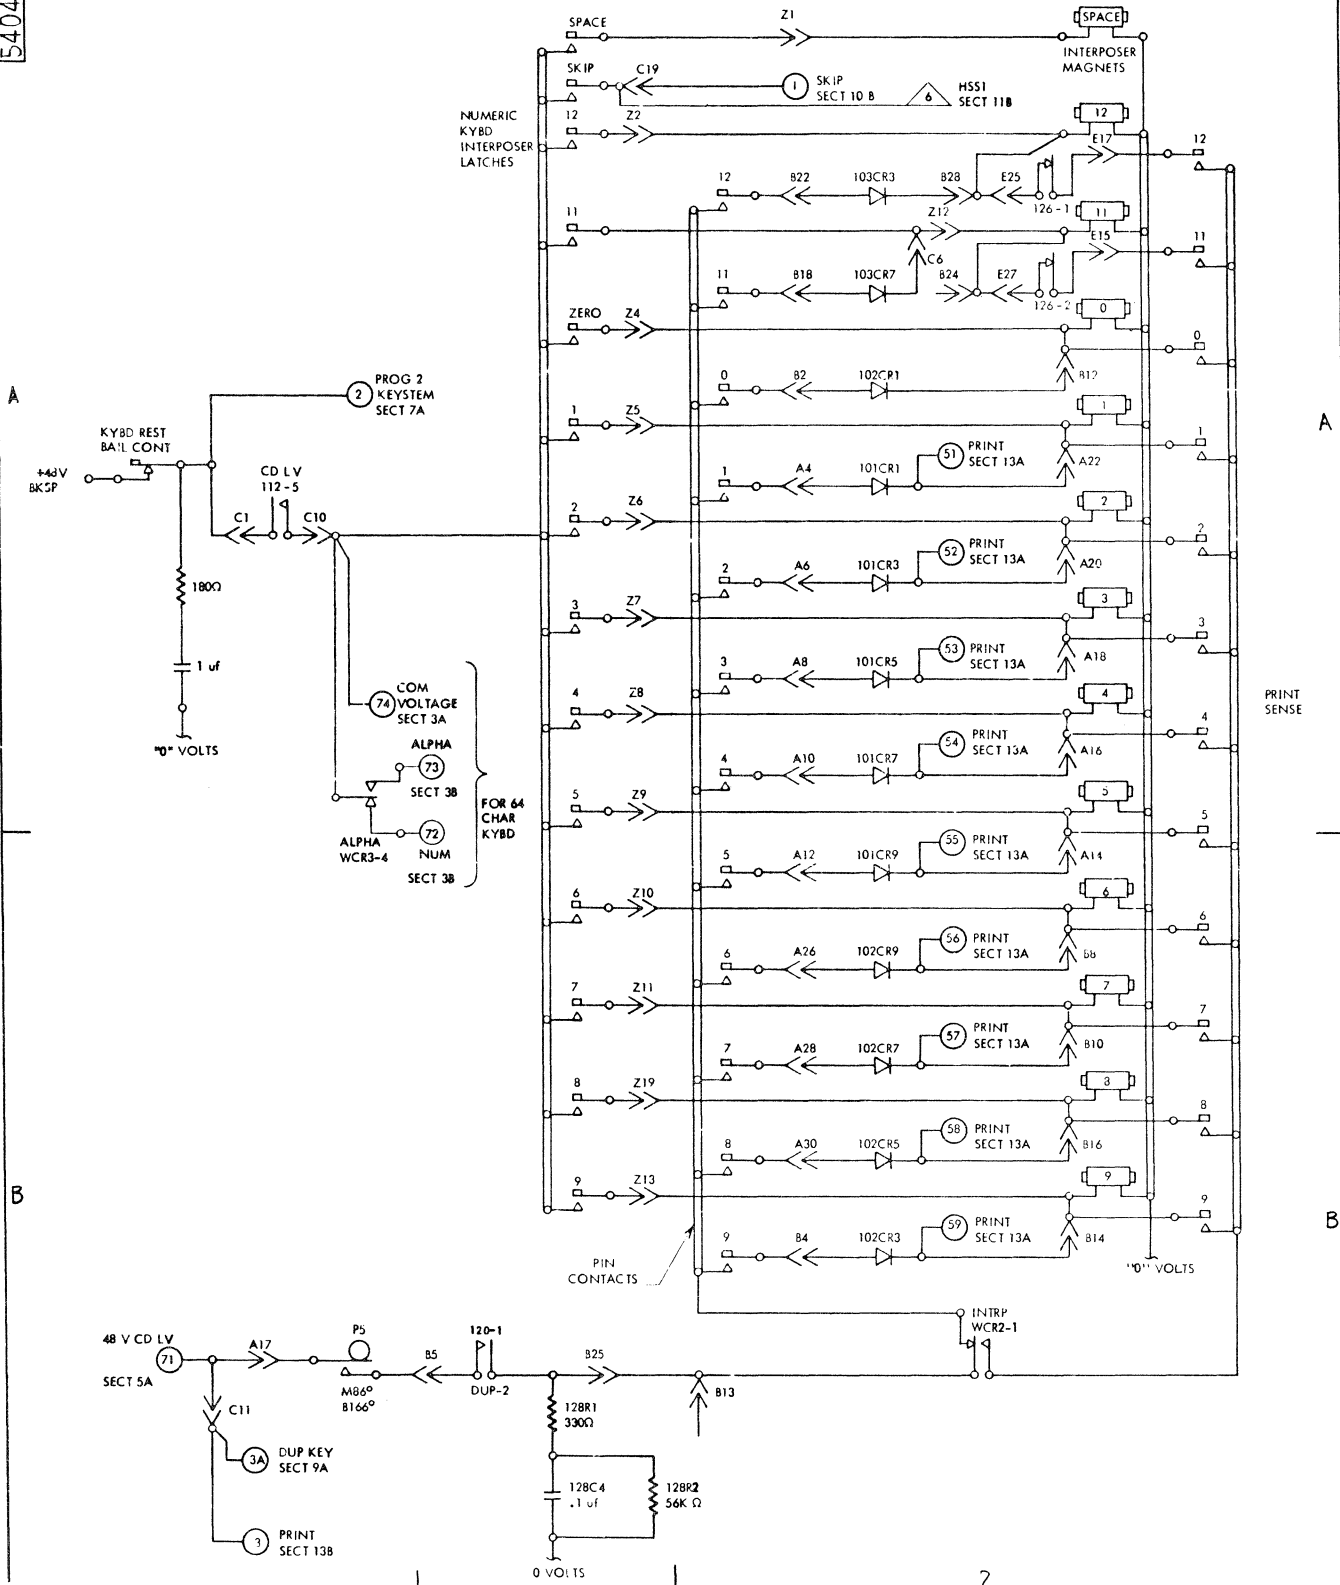 5404
SPACE
Z1
SPACE
INTERPOSER
MAGNETS
SKIP
C19
1
SKIP
SECT 10 B
6
HSS1
SECT 11B
NUMERIC
KYBD
INTERPOSER
LATCHES
12
Z2
12
E17
12
12
B22
103CR3
B28
E25
126-1
11
Z12
11
E15
11
C6
11
B18
103CR7
B24
E27
126-2
ZERO
Z4
0
0
0
B2
102CR1
B12
A
PROG 2
KEYSTEM
SECT 7A
2
A
KYBD REST
BAIL CONT
+48V
BKSP
CD LV
112-5
C1
C10
180Ω
1 uf
"0" VOLTS
1
Z5
1
1
1
A4
101CR1
51
PRINT
SECT 13A
A22
2
Z6
2
2
2
A6
101CR3
52
PRINT
SECT 13A
A20
3
Z7
3
3
3
A8
101CR5
53
PRINT
SECT 13A
A18
PRINT
SENSE
74
COM
VOLTAGE
SECT 3A
ALPHA
73
SECT 3B
ALPHA
WCR3-4
72
NUM
SECT 3B
FOR 64
CHAR
KYBD
4
Z8
4
4
4
A10
101CR7
54
PRINT
SECT 13A
A16
5
Z9
5
5
5
A12
101CR9
55
PRINT
SECT 13A
A14
6
Z10
6
6
6
A26
102CR9
56
PRINT
SECT 13A
B8
7
Z11
7
7
7
A28
102CR7
57
PRINT
SECT 13A
B10
8
Z19
8
8
8
A30
102CR5
58
PRINT
SECT 13A
B16
B
9
Z13
9
9
B
9
B4
102CR3
59
PRINT
SECT 13A
B14
PIN
CONTACTS
"0" VOLTS
INTRP
WCR2-1
48 V CD LV
71
SECT 5A
A17
P5
M86°
B166°
B5
120-1
DUP-2
B25
B13
C11
3A
DUP KEY
SECT 9A
3
PRINT
SECT 13B
128R1
330Ω
128C4
.1 uf
128R2
56K Ω
0 VOLTS
2